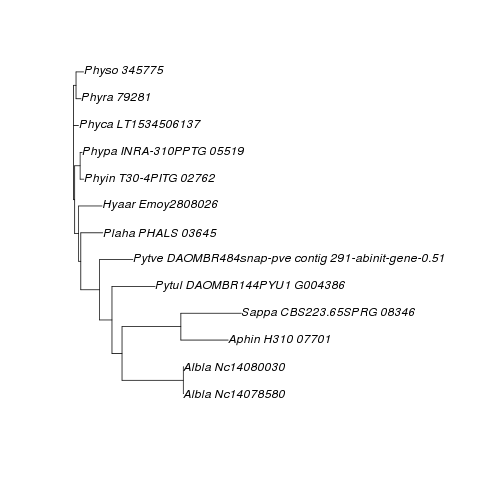 Physo 345775
Phyra 79281
Phyca LT1534506137
Phypa INRA-310PPTG 05519
Phyin T30-4PITG 02762
Hyaar Emoy2808026
Plaha PHALS 03645
Pytve DAOMBR484snap-pve contig 291-abinit-gene-0.51
Pytul DAOMBR144PYU1 G004386
Sappa CBS223.65SPRG 08346
Aphin H310 07701
Albla Nc14080030
Albla Nc14078580